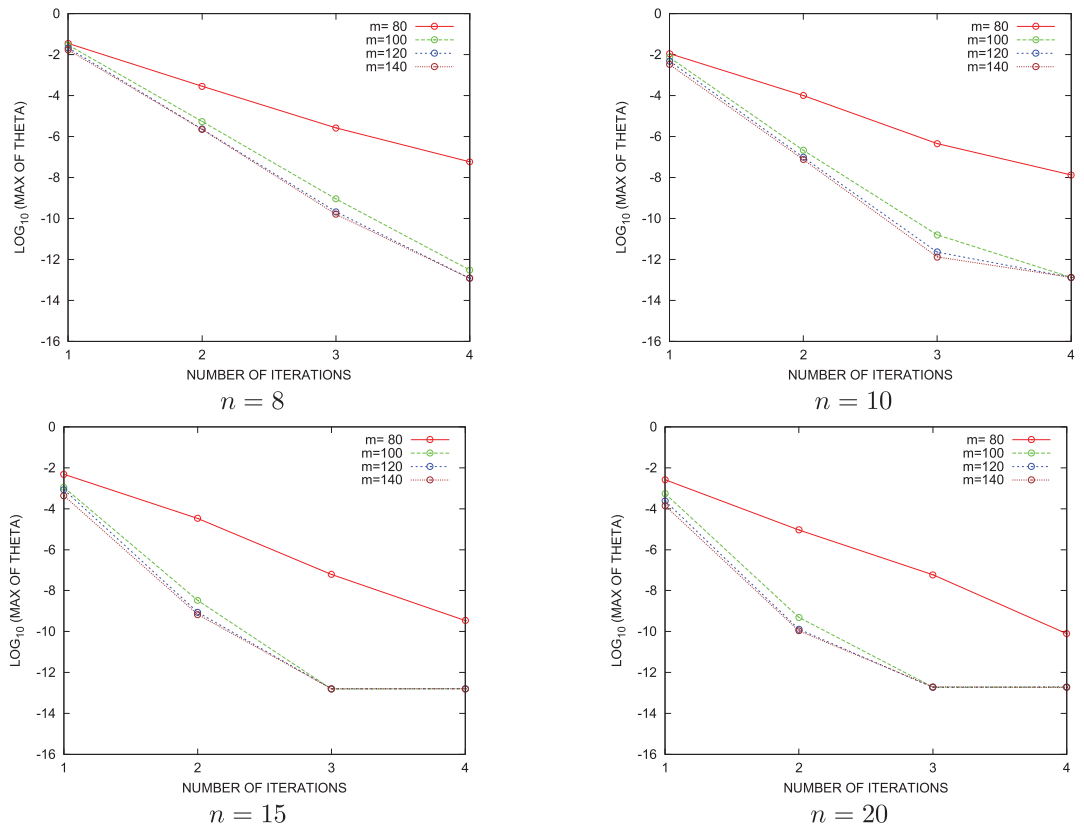 0
-2
-4
-6
-8
-10
-12
-14
-16
LOG10 (MAX OF THETA)
m= 80
m=100
m=120
m=140
1 2 3 4
NUMBER OF ITERATIONS
n = 8
0
-2
-4
-6
-8
-10
-12
-14
-16
LOG10 (MAX OF THETA)
m= 80
m=100
m=120
m=140
1 2 3 4
NUMBER OF ITERATIONS
n = 10
0
-2
-4
-6
-8
-10
-12
-14
-16
LOG10 (MAX OF THETA)
m= 80
m=100
m=120
m=140
1 2 3 4
NUMBER OF ITERATIONS
n = 15
0
-2
-4
-6
-8
-10
-12
-14
-16
LOG10 (MAX OF THETA)
m= 80
m=100
m=120
m=140
1 2 3 4
NUMBER OF ITERATIONS
n = 20